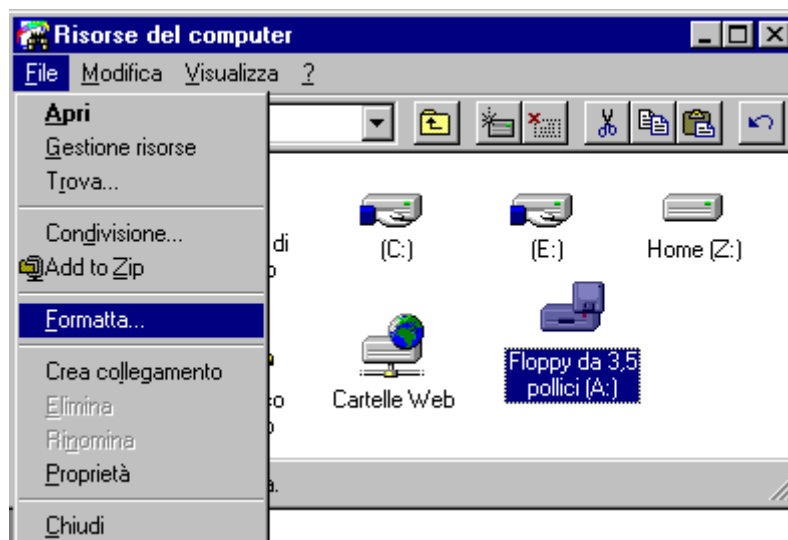 Risorse del computer
File Modifica Visualizza ?
Apri
Gestione risorse
Trova...
Condivisione...
Add to Zip
Formatta...
Crea collegamento
Elimina
Rinomina
Proprietà
Chiudi
di
(C:)
(E:)
Home (Z:)
Cartelle Web
Floppy da 3,5
pollici (A:)